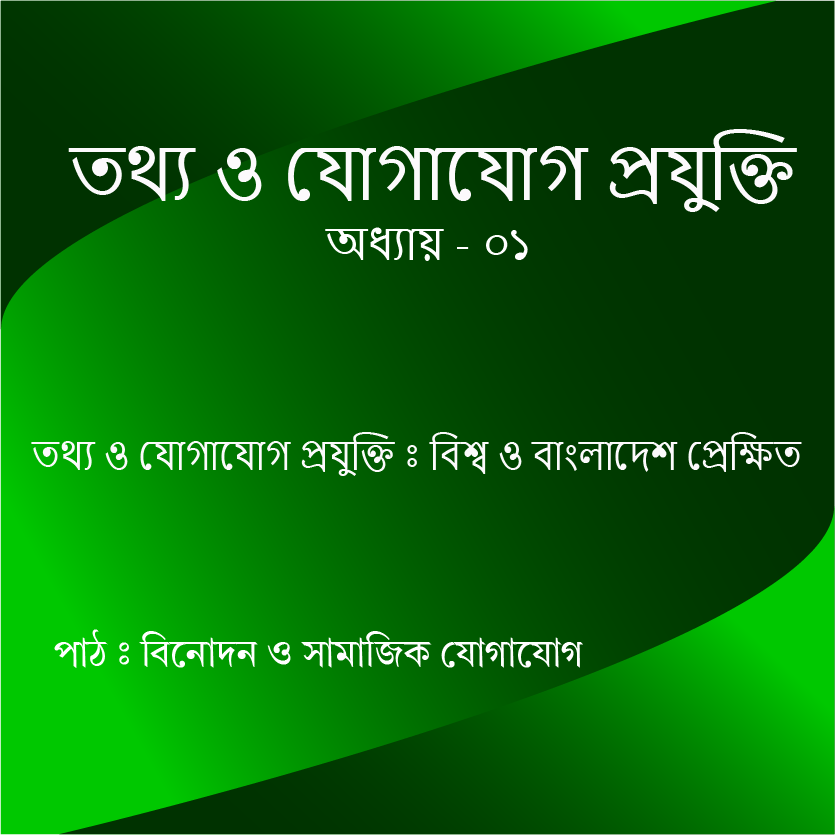 তথ্য ও যোগাযোগ প্রযুক্তি
অধ্যায় - ০১
তথ্য ও যোগাযোগ প্রযুক্তি ঃ বিশ্ব ও বাংলাদেশ প্রেক্ষিত
পাঠ ঃ বিনোদন ও সামাজিক যোগাযোগ